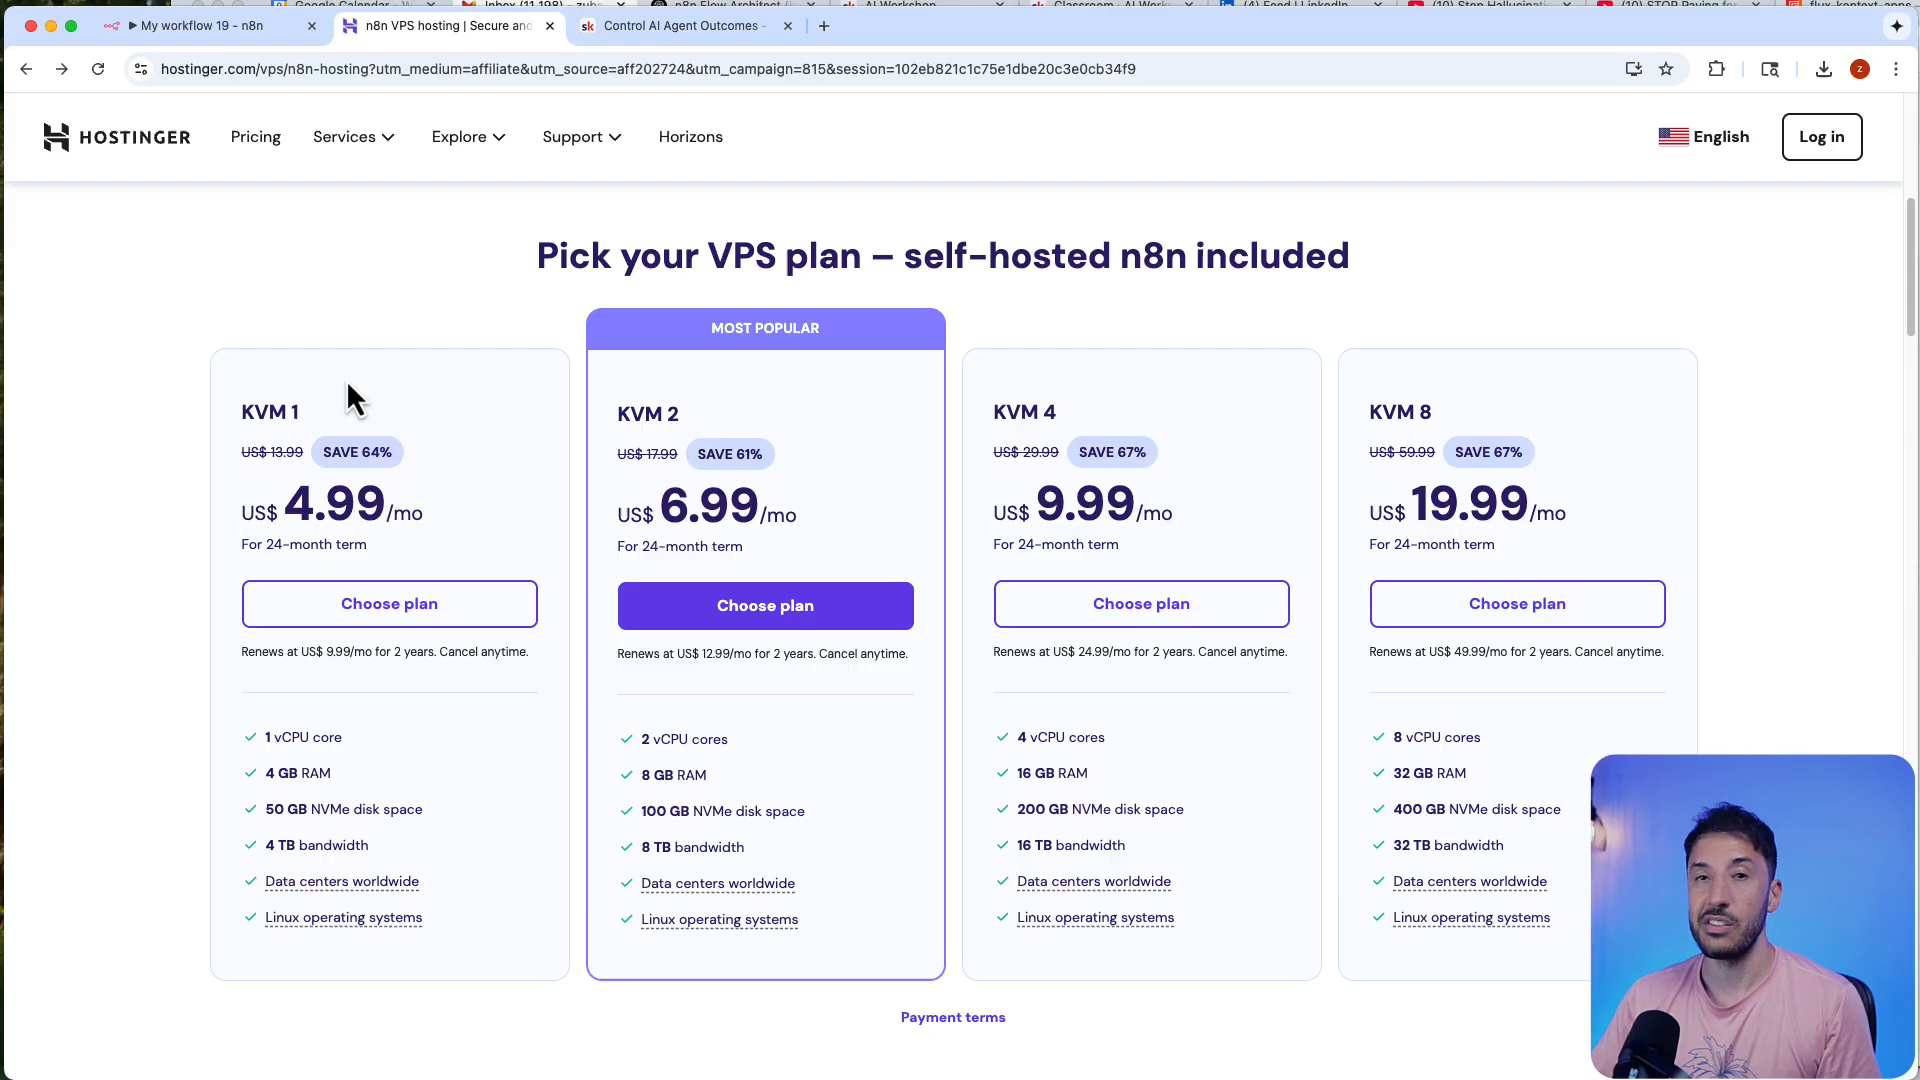 My workflow 19 - n8n
n8n VPS hosting | Secure and
sk
Control AI Agent Outcomes -
hostinger.com/vps/n8n-hosting?utm_medium=affiliate&utm_source=aff202724&utm_campaign=815&session=102eb821c1c75e1dbe20c3e0cb34f9
z
HOSTINGER
Pricing
Services
Explore
Support
Horizons
English
Log in
Pick your VPS plan – self-hosted n8n included
MOST POPULAR
KVM 1
US$ 13.99 SAVE 64%
US$ 4.99/mo
For 24-month term
Choose plan
Renews at US$ 9.99/mo for 2 years. Cancel anytime.
1 vCPU core
4 GB RAM
50 GB NVMe disk space
4 TB bandwidth
Data centers worldwide
Linux operating systems
KVM 2
US$ 17.99 SAVE 61%
US$ 6.99/mo
For 24-month term
Choose plan
Renews at US$ 12.99/mo for 2 years. Cancel anytime.
2 vCPU cores
8 GB RAM
100 GB NVMe disk space
8 TB bandwidth
Data centers worldwide
Linux operating systems
KVM 4
US$ 29.99 SAVE 67%
US$ 9.99/mo
For 24-month term
Choose plan
Renews at US$ 24.99/mo for 2 years. Cancel anytime.
4 vCPU cores
16 GB RAM
200 GB NVMe disk space
16 TB bandwidth
Data centers worldwide
Linux operating systems
KVM 8
US$ 59.99 SAVE 67%
US$ 19.99/mo
For 24-month term
Choose plan
Renews at US$ 49.99/mo for 2 years. Cancel anytime.
8 vCPU cores
32 GB RAM
400 GB NVMe disk space
32 TB bandwidth
Data centers worldwide
Linux operating systems
Payment terms